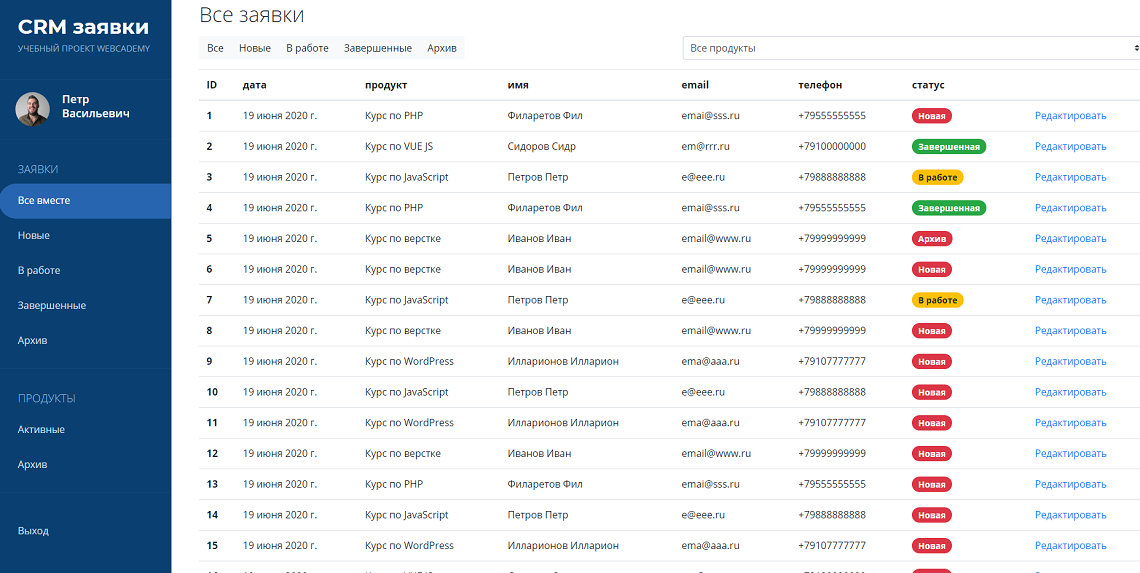 CRM заявки
УЧЕБНЫЙ ПРОЕКТ WEBCADEMY
Петр
Васильевич
ЗАЯВКИ
Все вместе
Новые
В работе
Завершенные
Архив
ПРОДУКТЫ
Активные
Архив
Выход
Все заявки
Все Новые В работе Завершенные Архив Все продукты
ID дата продукт имя email телефон статус
1 19 июня 2020 г. Курс по PHP Филаретов Фил emai@sss.ru +79555555555 Новая Редактировать
2 19 июня 2020 г. Курс по VUE JS Сидоров Сидр em@rrr.ru +79100000000 Завершенная Редактировать
3 19 июня 2020 г. Курс по JavaScript Петров Петр e@eee.ru +79888888888 В работе Редактировать
4 19 июня 2020 г. Курс по PHP Филаретов Фил emai@sss.ru +79555555555 Завершенная Редактировать
5 19 июня 2020 г. Курс по верстке Иванов Иван email@www.ru +79999999999 Архив Редактировать
6 19 июня 2020 г. Курс по верстке Иванов Иван email@www.ru +79999999999 Новая Редактировать
7 19 июня 2020 г. Курс по JavaScript Петров Петр e@eee.ru +79888888888 В работе Редактировать
8 19 июня 2020 г. Курс по верстке Иванов Иван email@www.ru +79999999999 Новая Редактировать
9 19 июня 2020 г. Курс по WordPress Илларионов Илларион ema@aaa.ru +79107777777 Новая Редактировать
10 19 июня 2020 г. Курс по JavaScript Петров Петр e@eee.ru +79888888888 Новая Редактировать
11 19 июня 2020 г. Курс по WordPress Илларионов Илларион ema@aaa.ru +79107777777 Новая Редактировать
12 19 июня 2020 г. Курс по верстке Иванов Иван email@www.ru +79999999999 Новая Редактировать
13 19 июня 2020 г. Курс по PHP Филаретов Фил emai@sss.ru +79555555555 Новая Редактировать
14 19 июня 2020 г. Курс по JavaScript Петров Петр e@eee.ru +79888888888 Новая Редактировать
15 19 июня 2020 г. Курс по WordPress Илларионов Илларион ema@aaa.ru +79107777777 Новая Редактировать